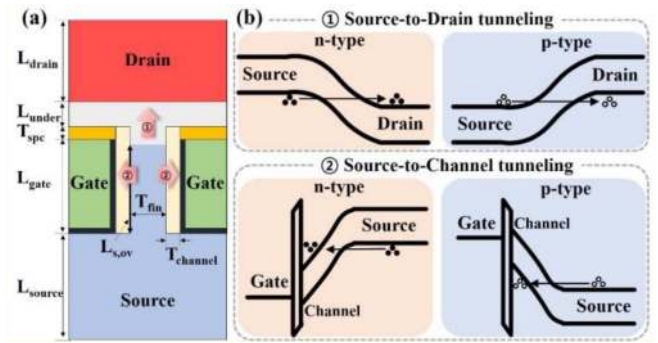 (a)
Drain
L_drain
L_under
T_spc
①
L_gate
Gate
②
②
Gate
T_fin
L_s,ov
T_channel
L_source
Source
(b)
① Source-to-Drain tunneling
n-type
Source
Drain
p-type
Drain
Source
② Source-to-Channel tunneling
n-type
Source
Gate
Channel
p-type
Channel
Gate
Source